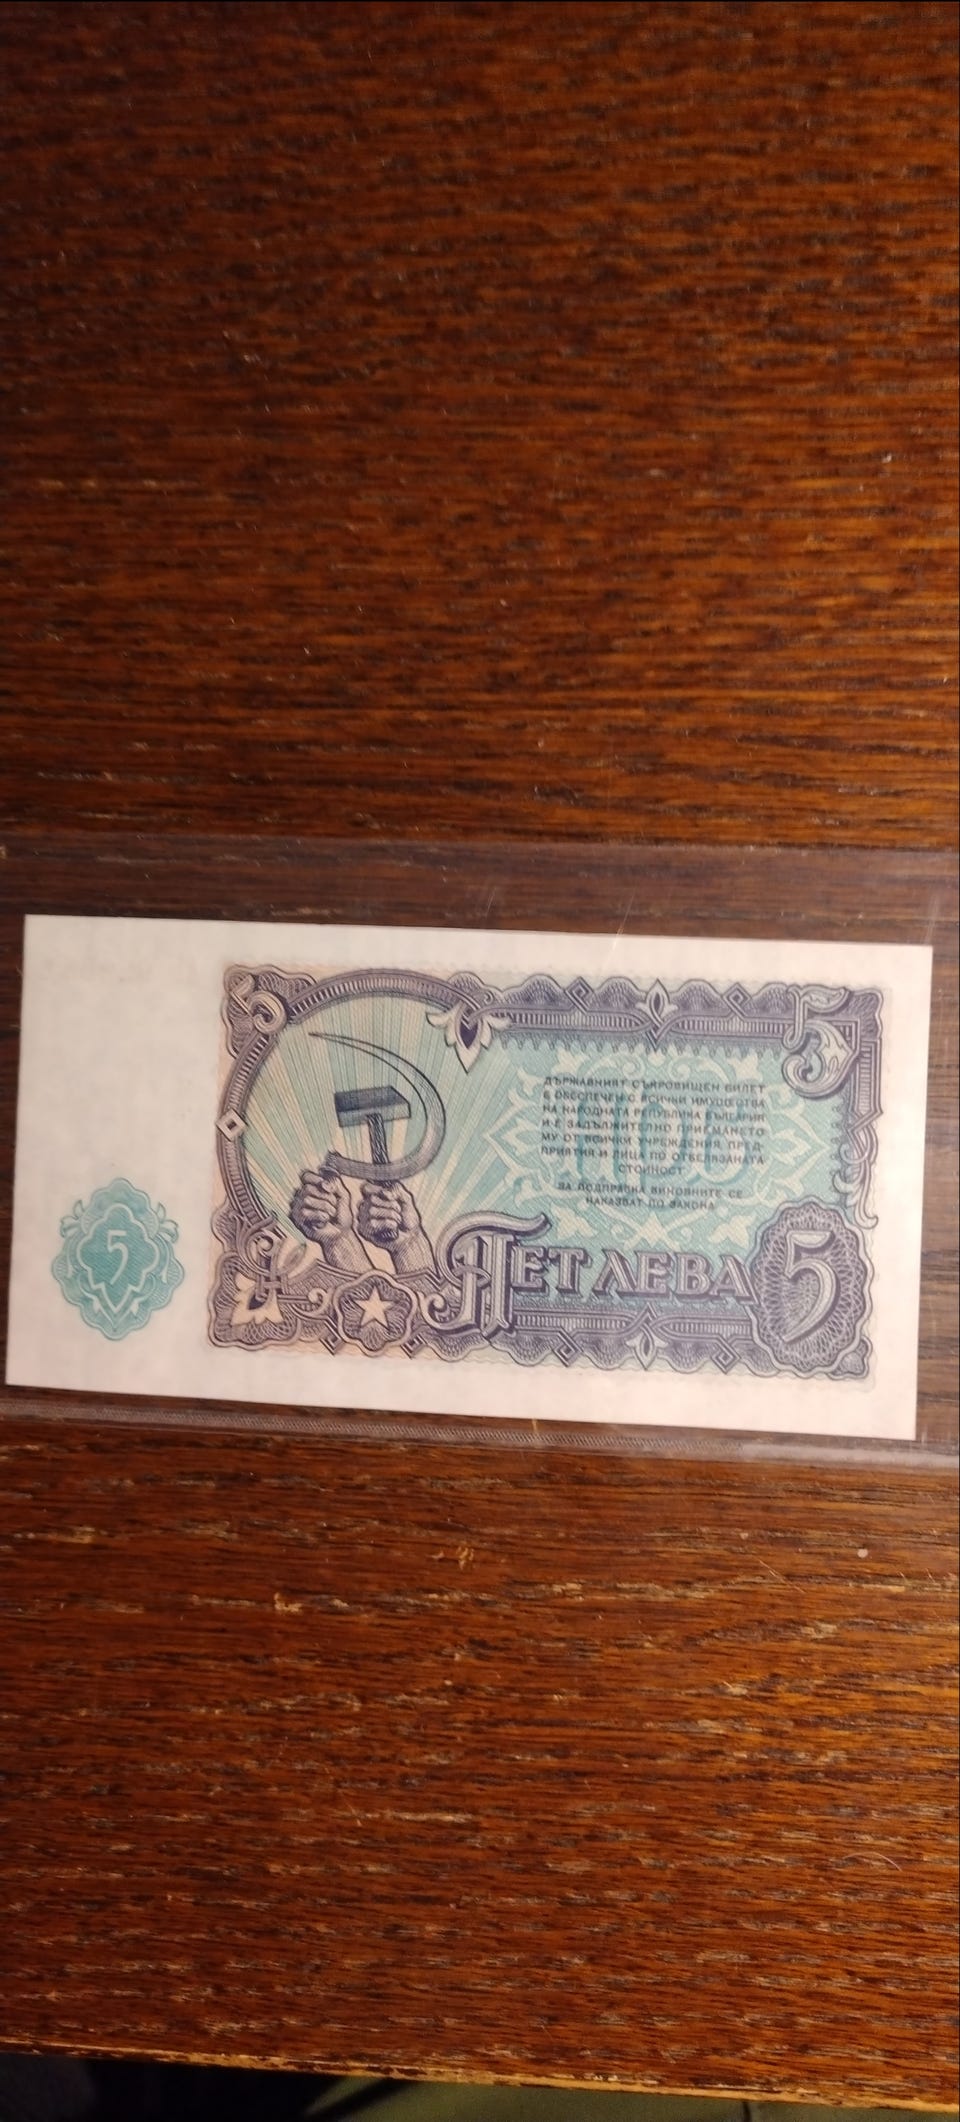 5
5
ДЪРЖАВНИЯТ СЪКРОВИЩЕН БИЛЕТ
Е ОБЕЗПЕЧЕН С ВСИЧКИ ИМУЩЕСТВА
НА НАРОДНАТА РЕПУБЛИКА БЪЛГАРИЯ
И Е ЗАДЪЛЖИТЕЛНО ПРИЕМАНЕТО
МУ ОТ ВСИЧКИ УЧРЕЖДЕНИЯ, ПРЕД-
ПРИЯТИЯ И ЛИЦА ПО ОТБЕЛЯЗАНАТА
СТОЙНОСТ
ЗА ПОДПРАВКА ВИНОВНИТЕ СЕ
НАКАЗВАТ ПО ЗАКОНА
5
ПЕТ ЛЕВА 5